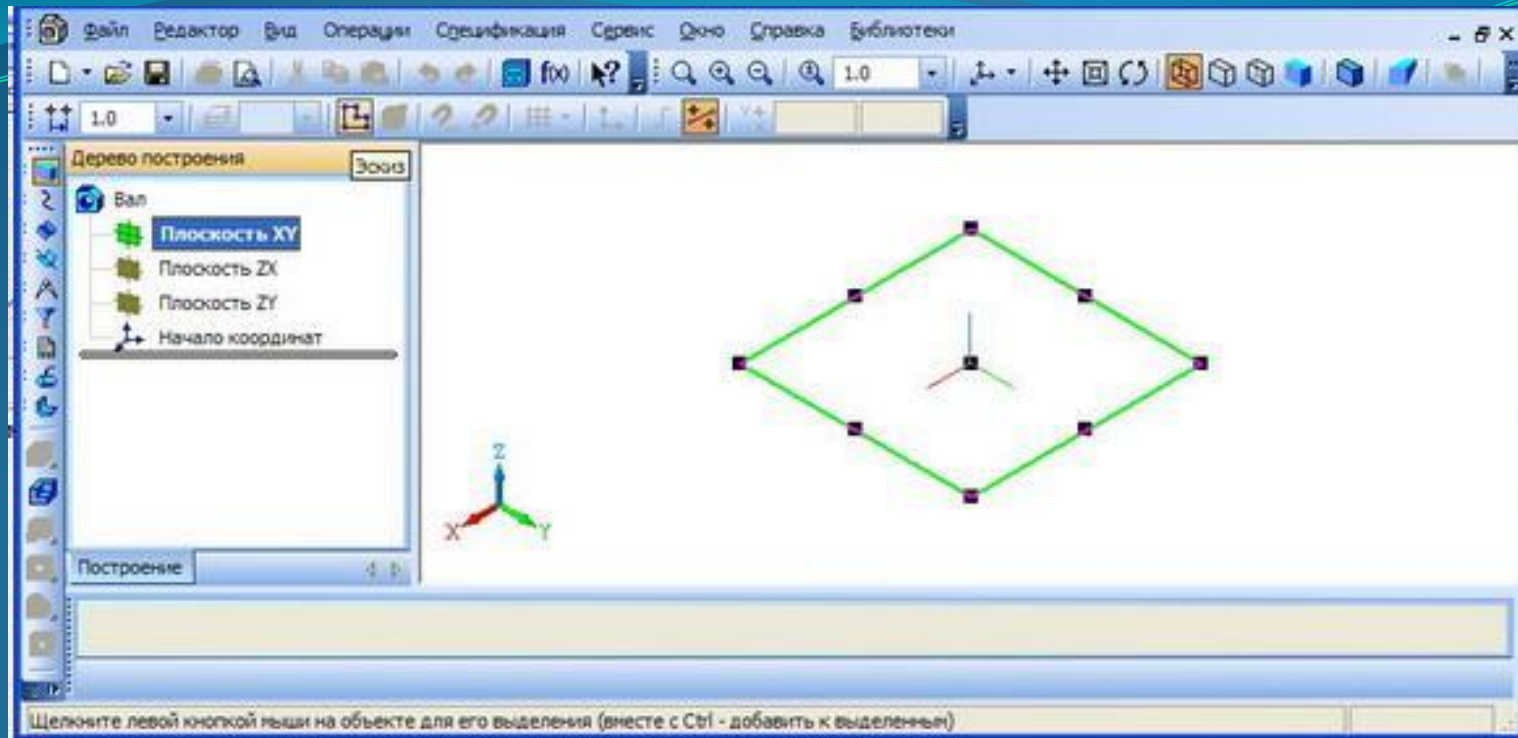 Файл Редактор Вид Операции Спецификация Сервис Окно Справка Библиотеки
f(x) ? 1.0
1.0
Дерево построения
Эскиз
Вал
Плоскость XY
Плоскость ZX
Плоскость ZY
Начало координат
Z
X Y
Построение
Щелкните левой кнопкой мыши на объекте для его выделения (вместе с Ctrl - добавить к выделенным)